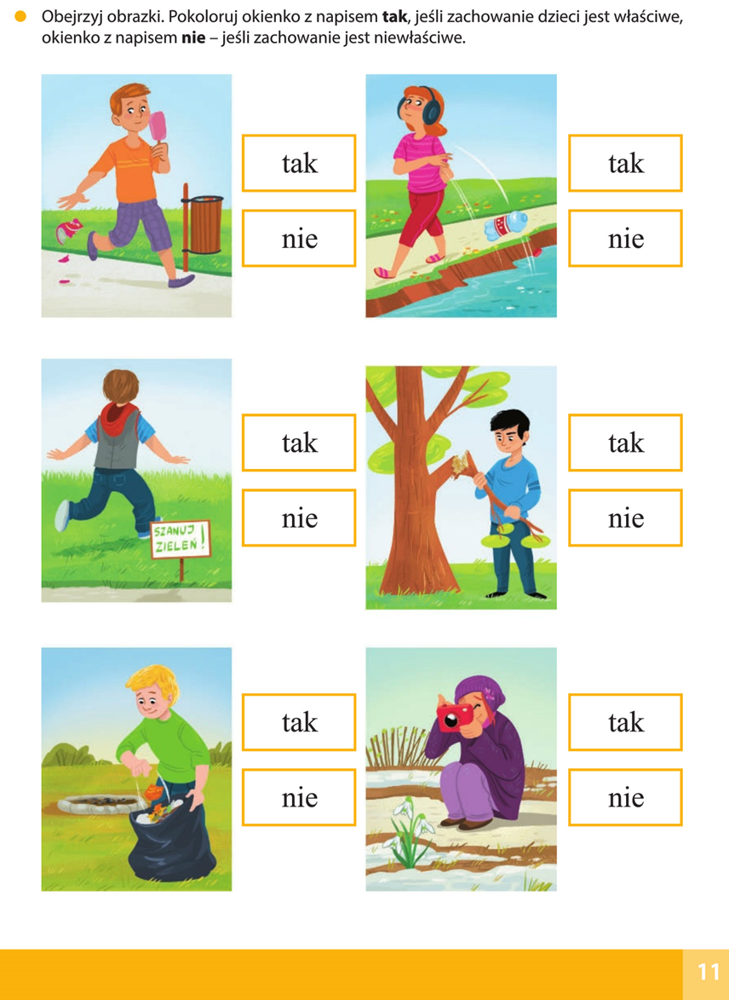 Obejrzyj obrazki. Pokoloruj okienko z napisem tak, jeśli zachowanie dzieci jest właściwe,
okienko z napisem nie – jeśli zachowanie jest niewłaściwe.
tak
nie
tak
nie
tak
nie
SZANUJ
ZIELEŃ!
tak
nie
tak
nie
tak
nie
11